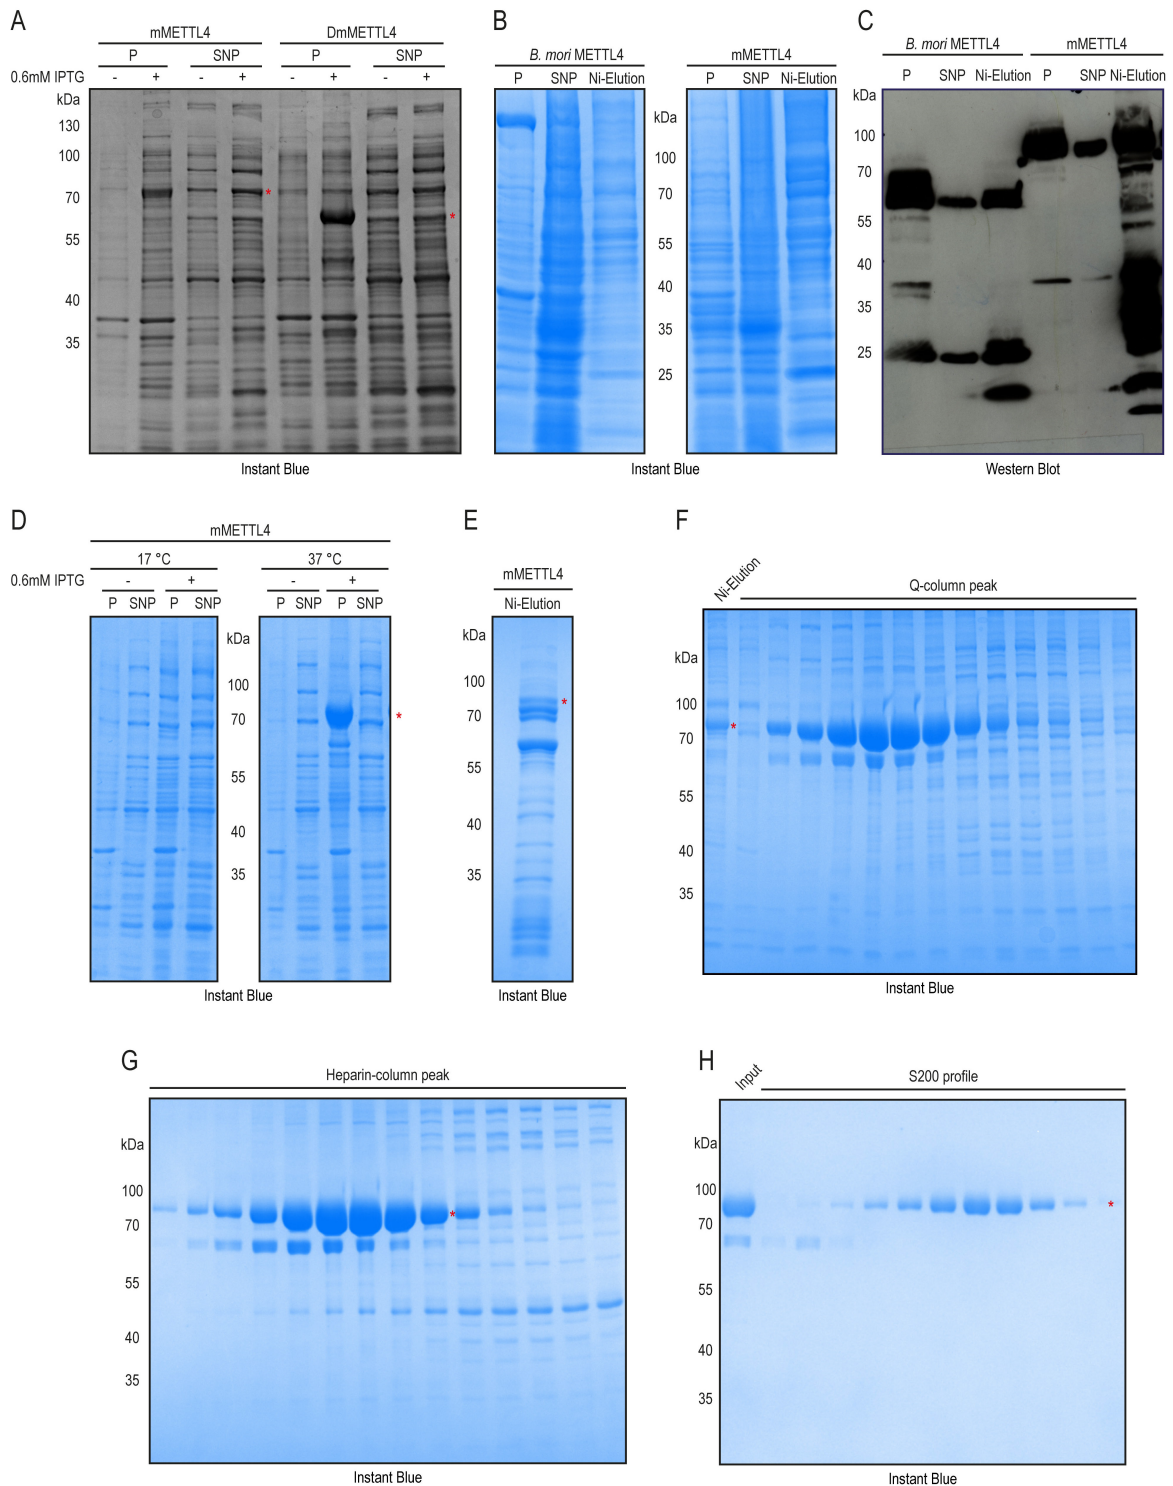 A
mMETTL4 DmMETTL4
P SNP P SNP
0.6mM IPTG - + - + - + - +
kDa
130
100
70
55
40
35
*
*
Instant Blue
B
B. mori METTL4 mMETTL4
P SNP Ni-Elution P SNP Ni-Elution
kDa
100
70
55
40
35
25
Instant Blue
C
B. mori METTL4 mMETTL4
P SNP Ni-Elution P SNP Ni-Elution
kDa
100
70
55
40
35
25
Western Blot
D
mMETTL4
17 °C 37 °C
0.6mM IPTG - + - +
P SNP P SNP P SNP P SNP
kDa
100
70
55
40
35
*
Instant Blue
E
mMETTL4
Ni-Elution
kDa
100
70
55
40
35
*
Instant Blue
F
Ni-Elution Q-column peak
kDa
100
70
55
40
35
*
Instant Blue
G
Heparin-column peak
kDa
100
70
55
40
35
*
Instant Blue
H
Input S200 profile
kDa
100
70
55
40
35
*
Instant Blue